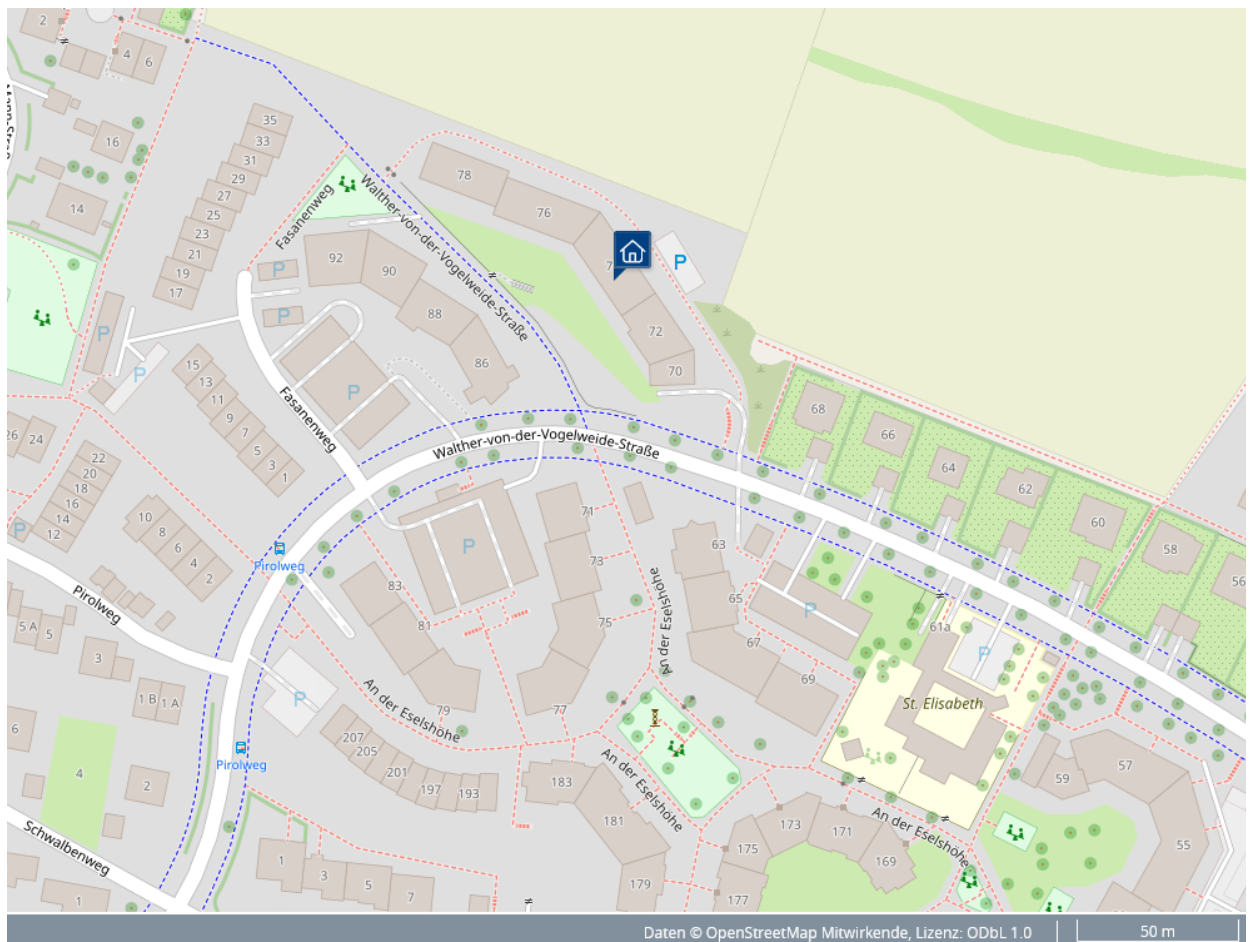 2
4
6
35
33
31
29
27
25
23
21
19
17
16
14
78
76
72
70
Fasanenweg
Walther-von-der-Vogelweide-Straße
P
P
P
P
P
P
92
90
88
86
15
13
11
9
7
5
3
1
Fasanenweg
P
Walther-von-der-Vogelweide-Straße
68
66
64
62
60
58
56
26
24
22
20
18
16
14
12
P
10
8
6
4
2
Pirolweg
P
71
73
75
77
63
65
67
69
P
61a
P
St. Elisabeth
83
81
79
An der Eselshöhe
An der Eselshöhe
Pirolweg
5 A
5
3
1 B
1 A
6
4
2
P
Pirolweg
207
205
201
197
193
183
181
179
An der Eselshöhe
175
177
173
171
169
An der Eselshöhe
59
57
55
Schwalbenweg
1
1
3
5
7
Daten © OpenStreetMap Mitwirkende, Lizenz: ODbL 1.0
50 m